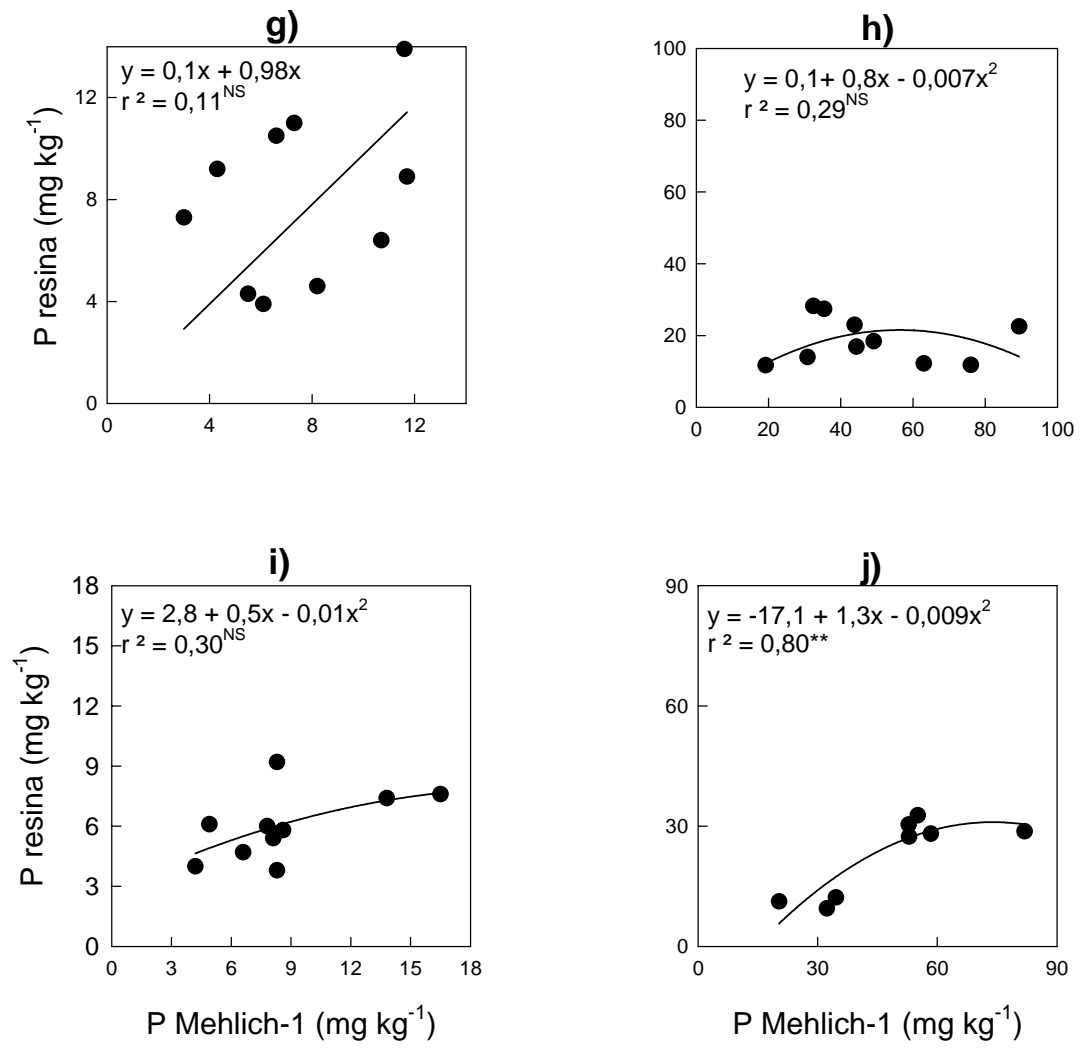 g)
y = 0,1x + 0,98x
r ² = 0,11^NS
P resina (mg kg^-1)
12
8
4
0
0 4 8 12
h)
y = 0,1+ 0,8x - 0,007x^2
r ² = 0,29^NS
100
80
60
40
20
0
0 20 40 60 80 100
i)
y = 2,8 + 0,5x - 0,01x^2
r ² = 0,30^NS
P resina (mg kg^-1)
18
15
12
9
6
3
0
0 3 6 9 12 15 18
P Mehlich-1 (mg kg^-1)
j)
y = -17,1 + 1,3x - 0,009x^2
r ² = 0,80**
90
60
30
0
0 30 60 90
P Mehlich-1 (mg kg^-1)